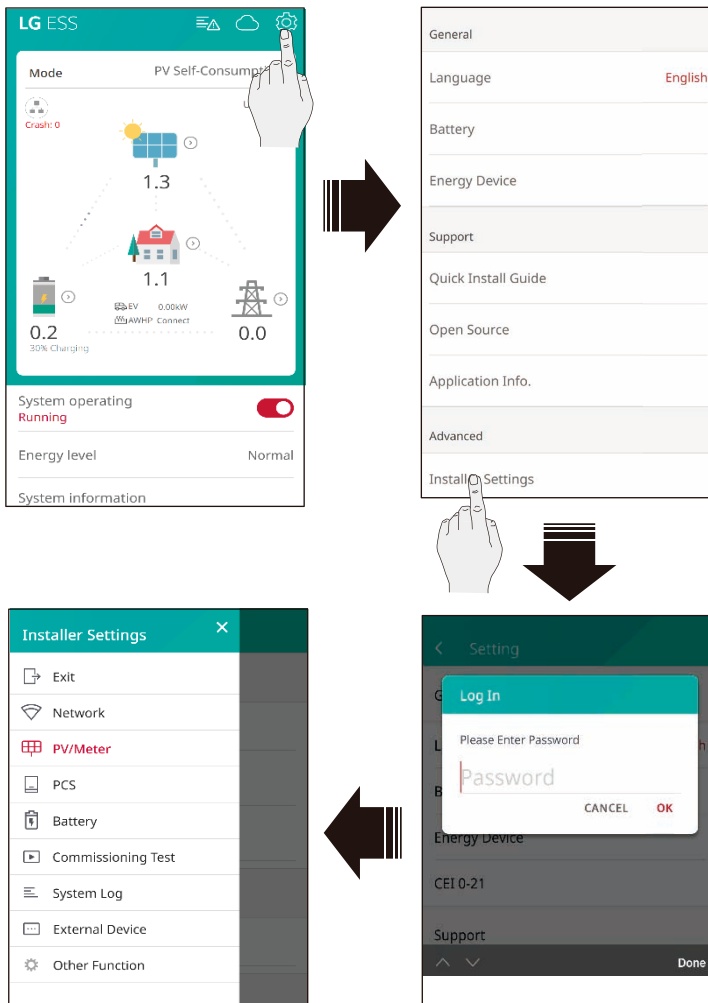 LG ESS
Mode PV Self-Consumpti
Crash: 0
1.3
1.1
EV 0.00kW
AWHP Connect
0.2
30% Charging
0.0
System operating
Running
Energy level Normal
System information
General
Language English
Battery
Energy Device
Support
Quick Install Guide
Open Source
Application Info.
Advanced
Installe Settings
Setting
G
Log In
L h
Please Enter Password
Password
B
CANCEL OK
Energy Device
CEI 0-21
Support
Done
Installer Settings
Exit
Network
PV/Meter
PCS
Battery
Commissioning Test
System Log
External Device
Other Function